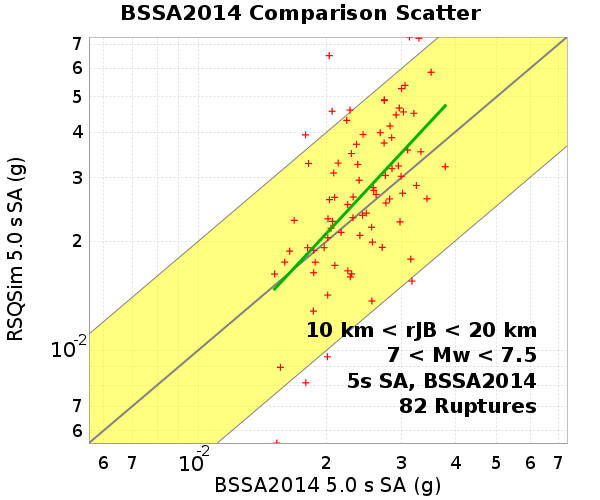 BSSA2014 Comparison Scatter
7
6
5
4
3
2
10-2
7
6
RSQSim 5.0 s SA (g)
10 km < rJB < 20 km
7 < Mw < 7.5
5s SA, BSSA2014
82 Ruptures
6 7 10-2 2 3 4 5 6 7
BSSA2014 5.0 s SA (g)